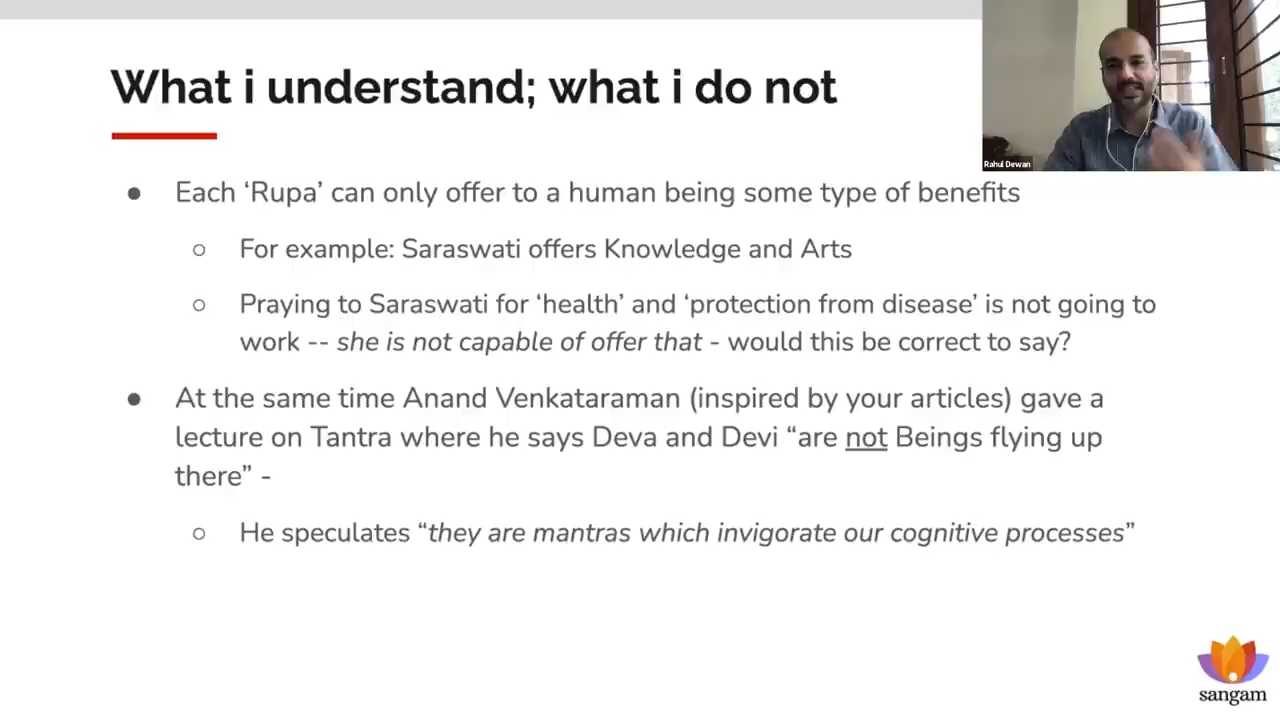 What i understand; what i do not
Rahul Dewan
● Each ‘Rupa’ can only offer to a human being some type of benefits
○ For example: Saraswati offers Knowledge and Arts
○ Praying to Saraswati for ‘health’ and ‘protection from disease’ is not going to
work -- she is not capable of offer that - would this be correct to say?
● At the same time Anand Venkataraman (inspired by your articles) gave a
lecture on Tantra where he says Deva and Devi “are not Beings flying up
there” -
○ He speculates “they are mantras which invigorate our cognitive processes”
sangam